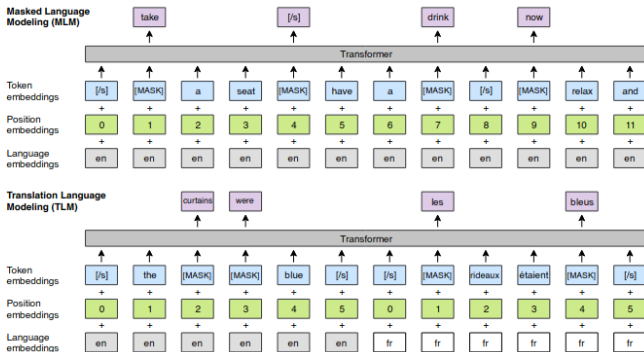 Masked Language
Modeling (MLM)
take [/s] drink now
Transformer
Token
embeddings
[/s] [MASK] a seat [MASK] have a [MASK] [/s] [MASK] relax and
+ + + + + + + + + + + +
Position
embeddings
0 1 2 3 4 5 6 7 8 9 10 11
+ + + + + + + + + + + +
Language
embeddings
en en en en en en en en en en en en
Translation Language
Modeling (TLM)
curtains were les bleus
Transformer
Token
embeddings
[/s] the [MASK] [MASK] blue [/s] [/s] [MASK] rideaux étaient [MASK] [/s]
+ + + + + + + + + + + +
Position
embeddings
0 1 2 3 4 5 0 1 2 3 4 5
+ + + + + + + + + + + +
Language
embeddings
en en en en en en fr fr fr fr fr fr